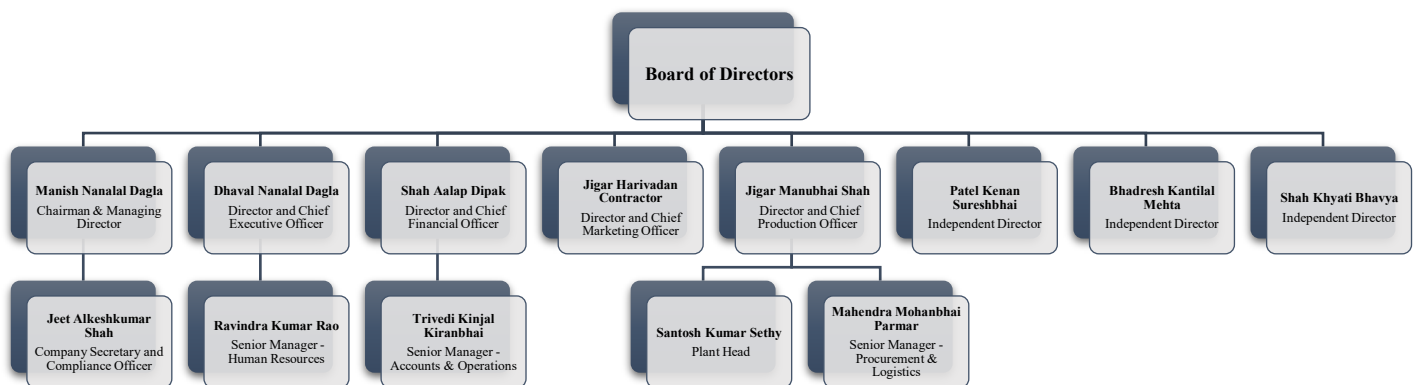 Board of Directors
Manish Nanalal Dagla
Chairman & Managing
Director
Dhaval Nanalal Dagla
Director and Chief
Executive Officer
Shah Aalap Dipak
Director and Chief
Financial Officer
Jigar Harivadan
Contractor
Director and Chief
Marketing Officer
Jigar Manubhai Shah
Director and Chief
Production Officer
Patel Kenan
Sureshbhai
Independent Director
Bhadresh Kantilal
Mehta
Independent Director
Shah Khyati Bhavya
Independent Director
Jeet Alkeshkumar
Shah
Company Secretary and
Compliance Officer
Ravindra Kumar Rao
Senior Manager -
Human Resources
Trivedi Kinjal
Kiranbhai
Senior Manager -
Accounts & Operations
Santosh Kumar Sethy
Plant Head
Mahendra Mohanbhai
Parmar
Senior Manager -
Procurement &
Logistics